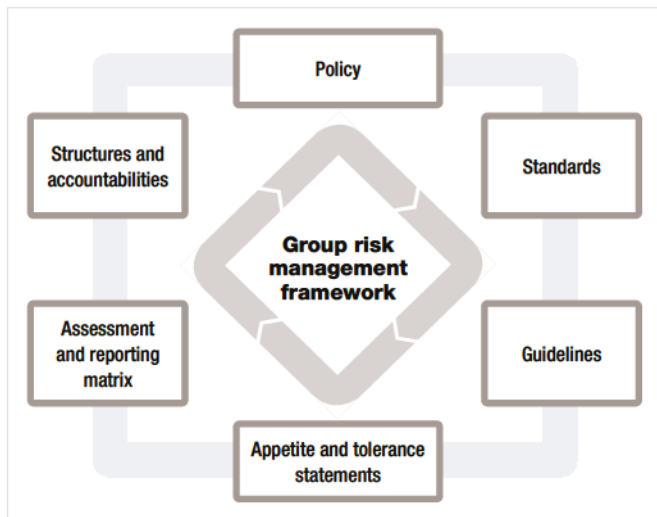 Policy
Structures and
accountabilities
Standards
Group risk
management
framework
Assessment
and reporting
matrix
Guidelines
Appetite and tolerance
statements